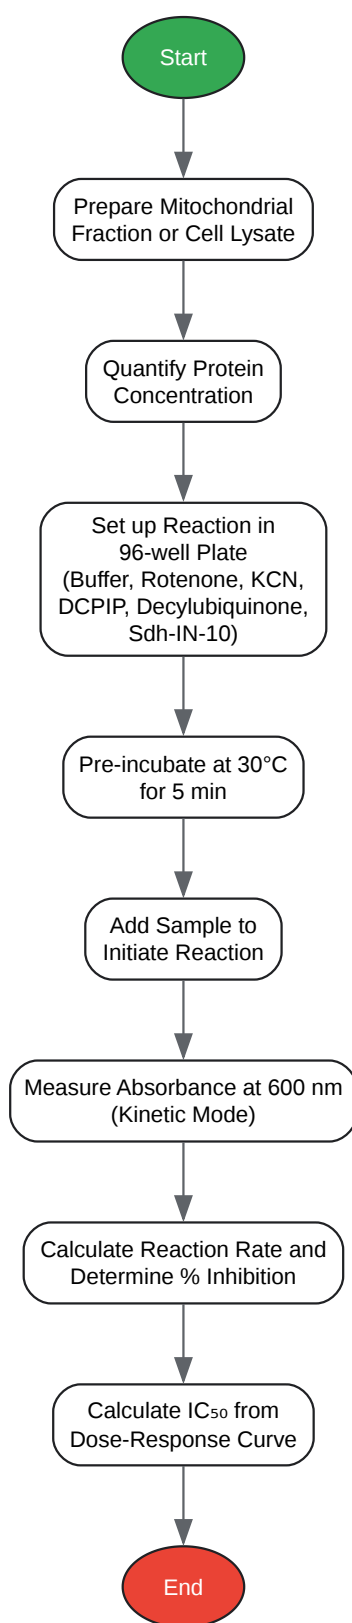 Start
Prepare Mitochondrial
Fraction or Cell Lysate
Quantify Protein
Concentration
Set up Reaction in
96-well Plate
(Buffer, Rotenone, KCN,
DCPIP, Decylubiquinone,
Sdh-IN-10)
Pre-incubate at 30°C
for 5 min
Add Sample to
Initiate Reaction
Measure Absorbance at 600 nm
(Kinetic Mode)
Calculate Reaction Rate and
Determine % Inhibition
Calculate IC₅₀ from
Dose-Response Curve
End